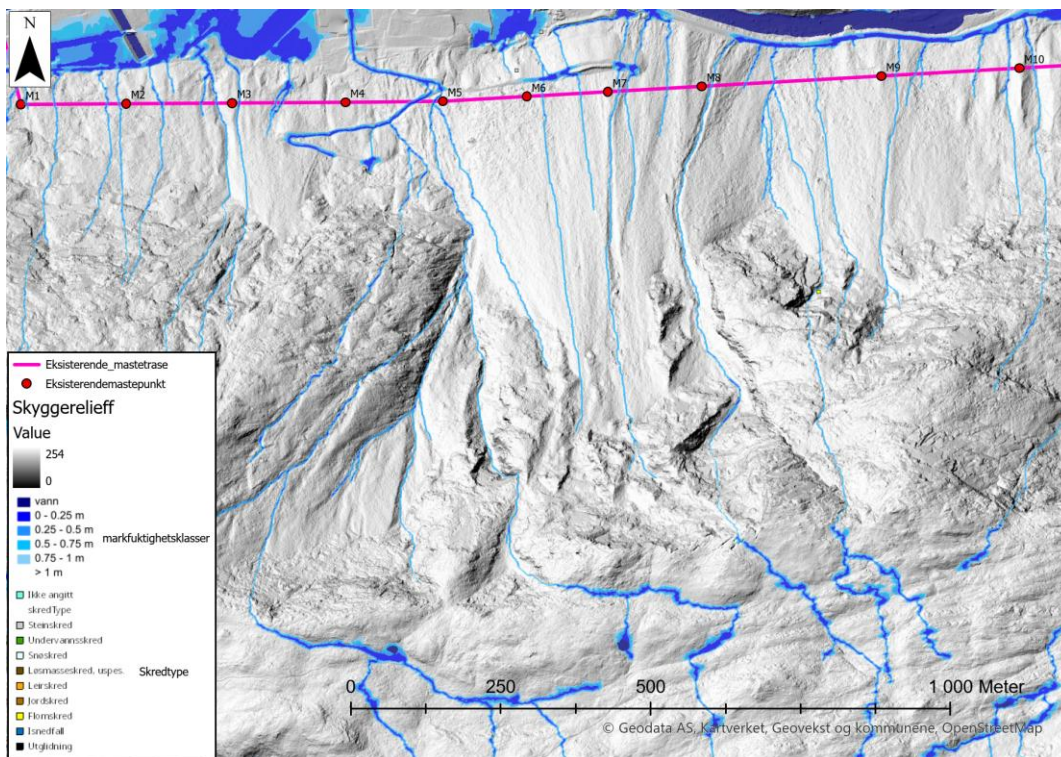 N
M1
M2
M3
M4
M5
M6
M7
M8
M9
M10
Eksisterende_mastetrase
Eksisterendemastepunkt
Skyggerelieff
Value
254
0
vann
0 - 0.25 m
0.25 - 0.5 m
0.5 - 0.75 m
0.75 - 1 m
> 1 m
markfuktighetsklasser
Ikke angitt
skredType
Steinskred
Undervannsskred
Snøskred
Løsmasseskred, uspes.
Leirskred
Jordskred
Flomskred
Isnedfall
Utglidning
Skredtype
0 250 500 1 000 Meter
© Geodata AS, Kartverket, Geovekst og kommunene, OpenStreetMap